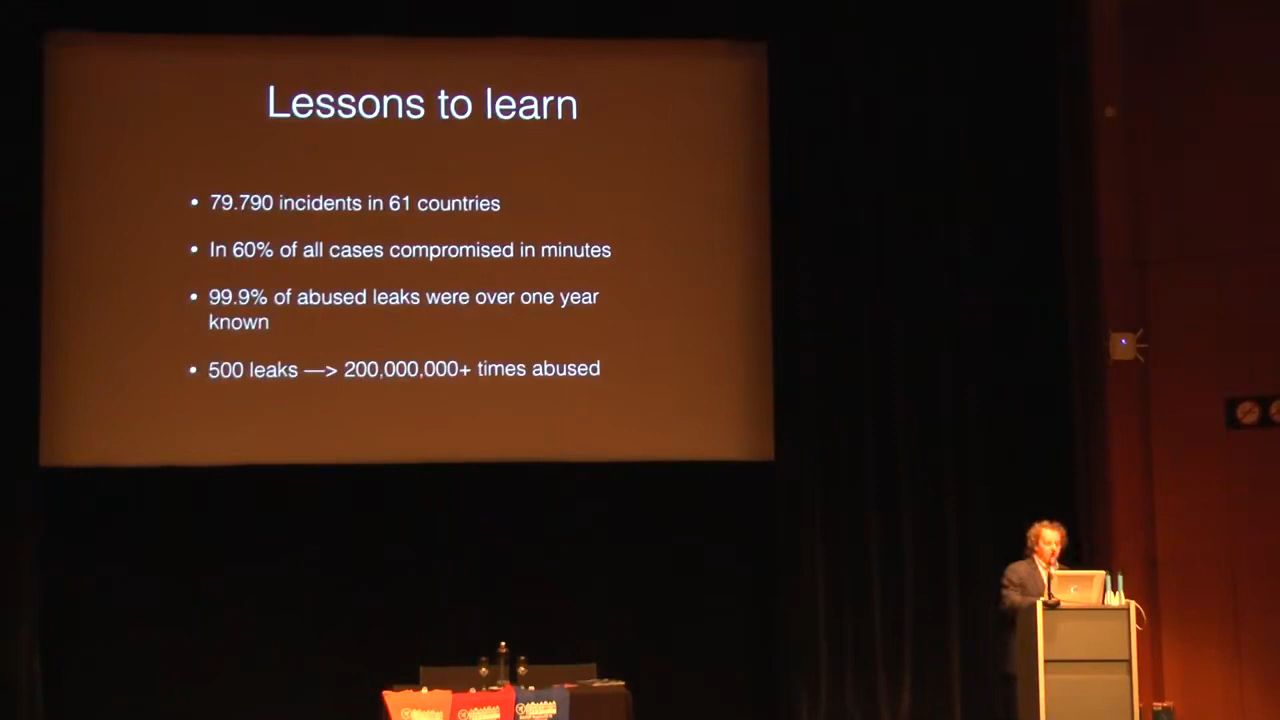 Lessons to learn
• 79.790 incidents in 61 countries
• In 60% of all cases compromised in minutes
• 99.9% of abused leaks were over one year
known
• 500 leaks —> 200,000,000+ times abused